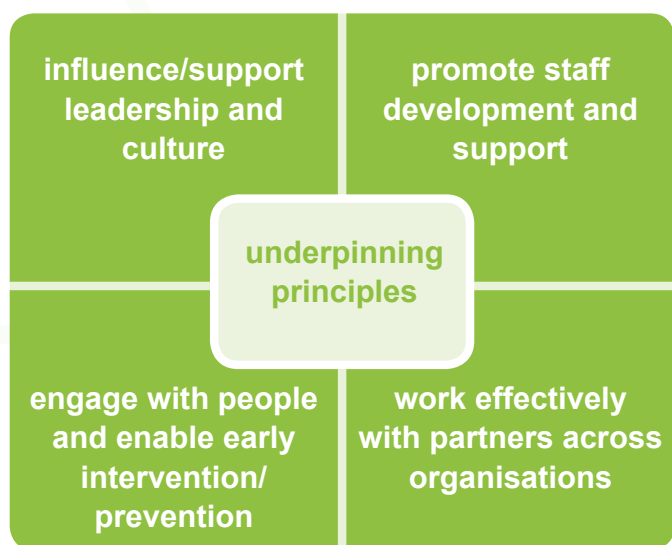 influence/support
leadership and
culture
promote staff
development and
support
underpinning
principles
engage with people
and enable early
intervention/
prevention
work effectively
with partners across
organisations